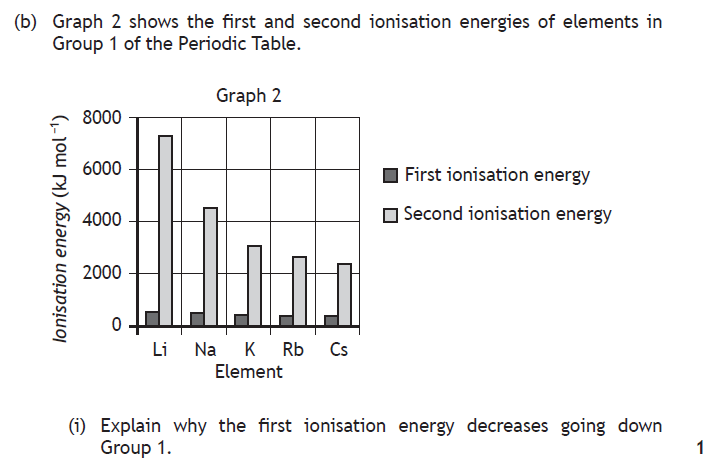 (b) Graph 2 shows the first and second ionisation energies of elements in
Group 1 of the Periodic Table.
Graph 2
Ionisation energy (kJ mol⁻¹)
8000
6000
4000
2000
0
Li Na K Rb Cs
Element
First ionisation energy
Second ionisation energy
(i) Explain why the first ionisation energy decreases going down
Group 1. 1